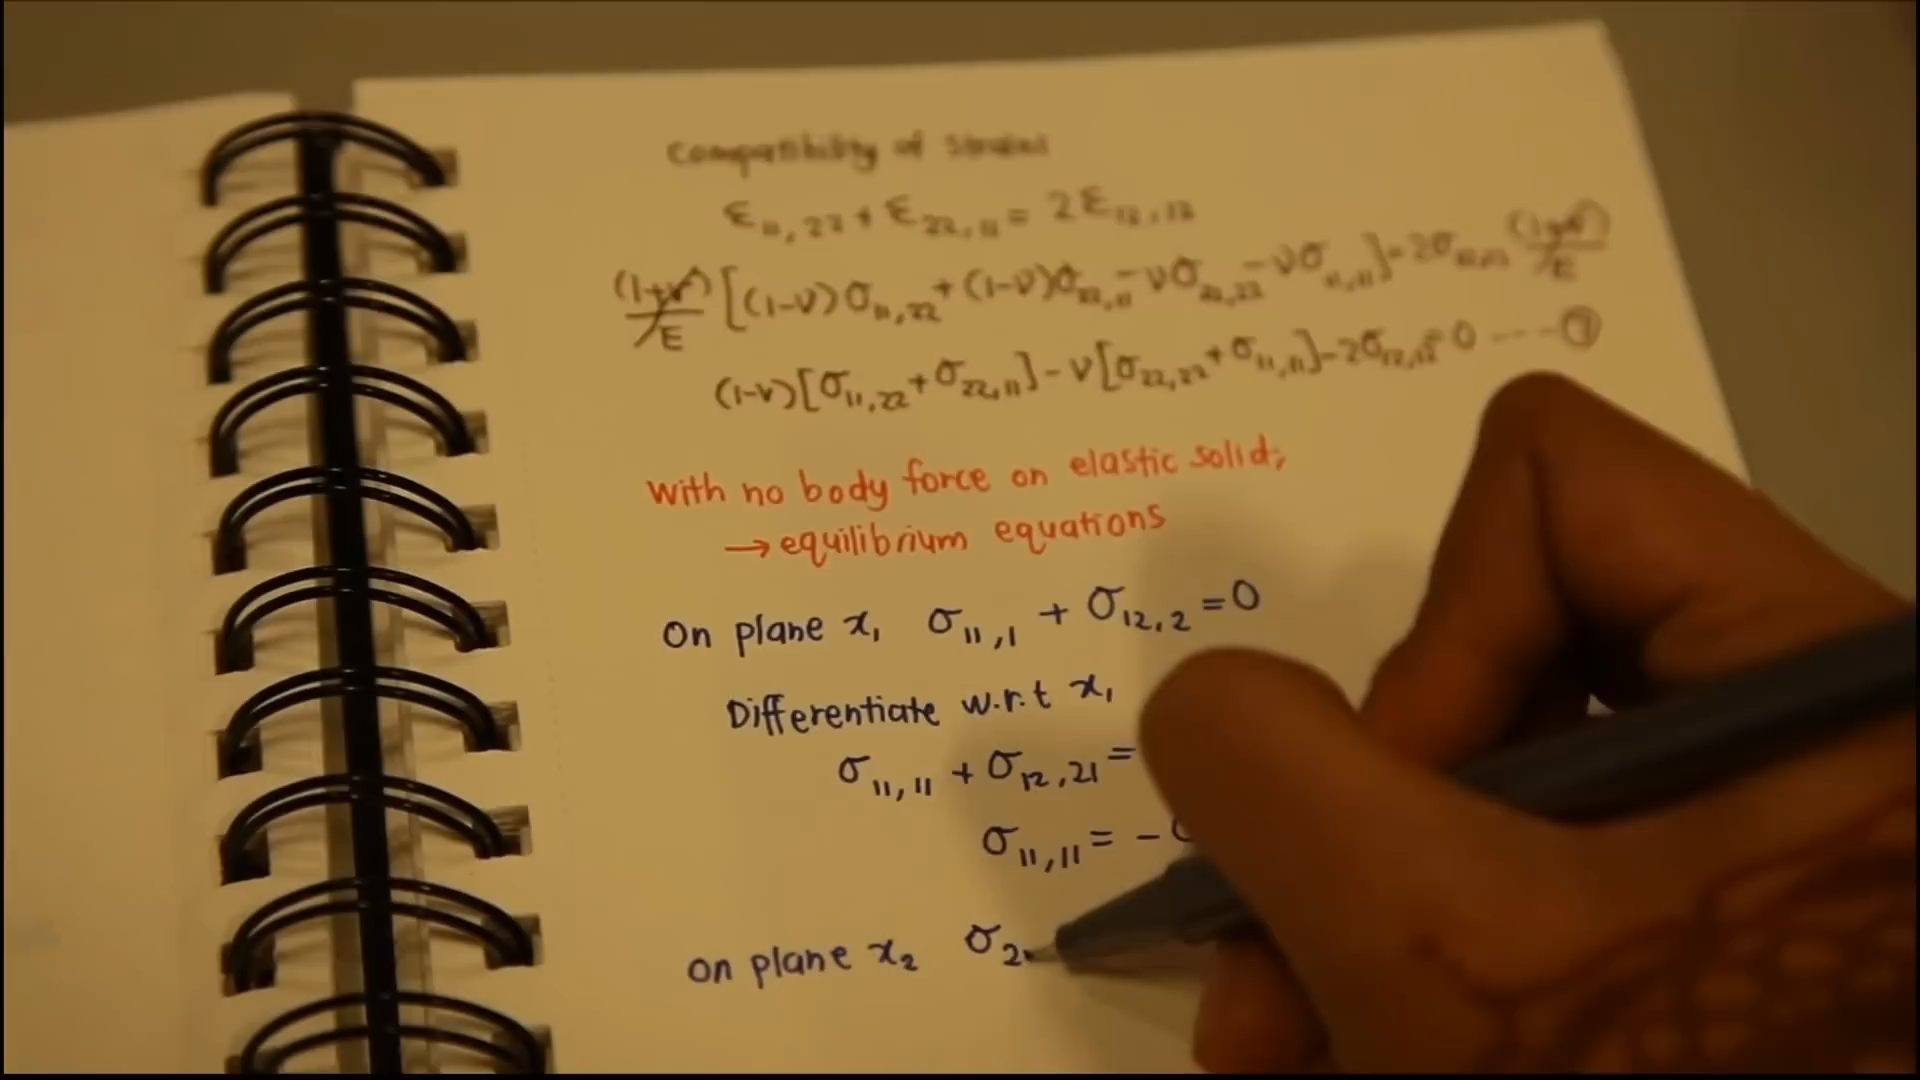 Compatibility of strains
ε₁₁,₂₂ + ε₂₂,₁₁ = 2ε₁₂,₁₂
(1+ν)/E [(1-ν)σ₁₁,₂₂ + (1-ν)σ₂₂,₁₁ - νσ₂₂,₂₂ - νσ₁₁,₁₁] = 2σ₁₂,₁₂ (1+ν)/E
(1-ν)[σ₁₁,₂₂ + σ₂₂,₁₁] - ν[σ₂₂,₂₂ + σ₁₁,₁₁] - 2σ₁₂,₁₂ = 0 ----
With no body force on elastic solid,
→ equilibrium equations
On plane x₁ σ₁₁,₁ + σ₁₂,₂ = 0
Differentiate w.r.t x₁
σ₁₁,₁₁ + σ₁₂,₂₁ =
σ₁₁,₁₁ = -
On plane x₂ σ₂